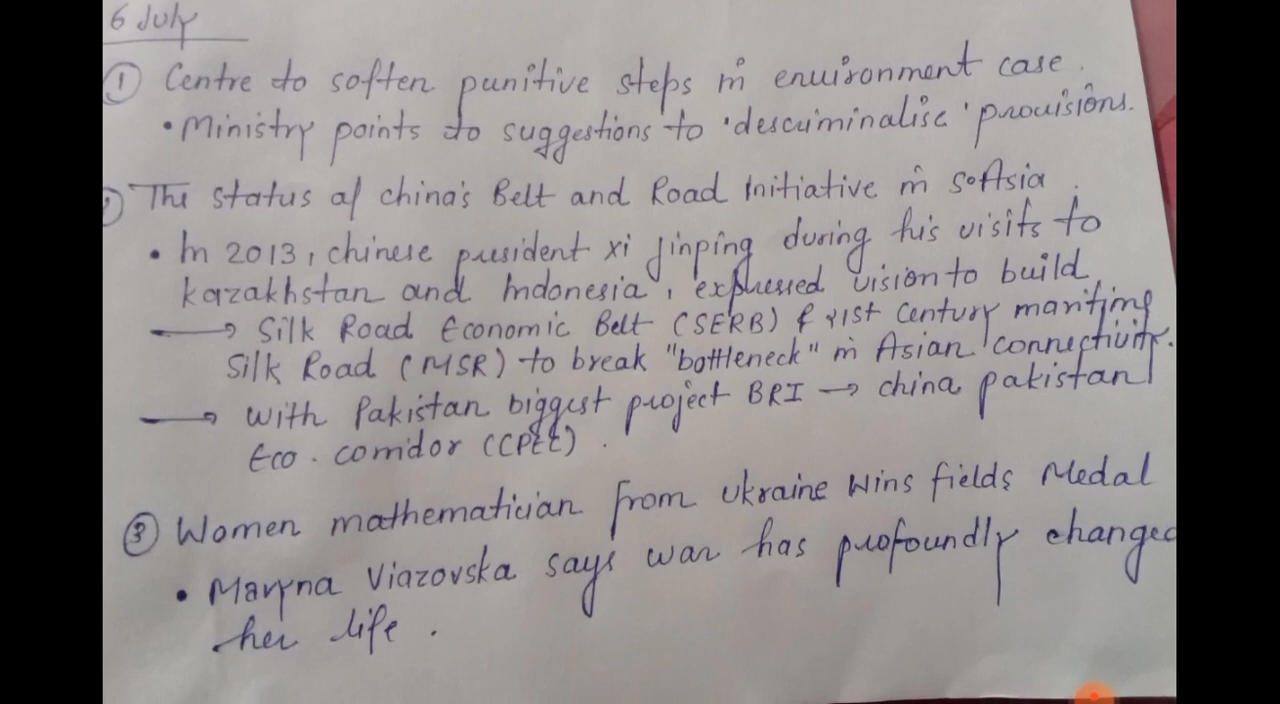 6 July
① Centre to soften punitive steps in environment case.
• Ministry points to suggestions to 'descriminalise' provisions.
② The status of china's Belt and Road Initiative in S.Asia.
• In 2013, chinese president xi jinping during his visits to
kazakhstan and Indonesia, expressed vision to build
→ Silk Road Economic Belt (SERB) & 21st Century maritime
Silk Road (MSR) to break "bottleneck" in Asian connectivity.
→ with Pakistan biggest project BRI → china pakistan
Eco. corridor (CPEE).
③ Women mathematician from Ukraine wins fields Medal
• Maryna Viazovska says war has profoundly changed
her life.